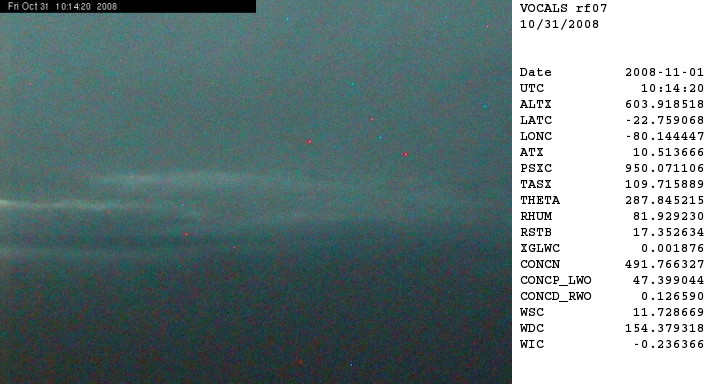 Fri Oct 31 10:14:20 2008
VOCALS rf07
10/31/2008
Date 2008-11-01
UTC 10:14:20
ALTX 603.918518
LATC -22.759068
LONC -80.144447
ATX 10.513666
PSXC 950.071106
TASX 109.715889
THETA 287.845215
RHUM 81.929230
RSTB 17.352634
XGLWC 0.001876
CONCN 491.766327
CONCP_LWO 47.399044
CONCD_RWO 0.126590
WSC 11.728669
WDC 154.379318
WIC -0.236366